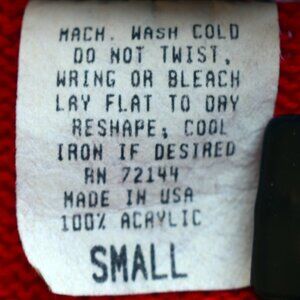 MACH. WASH COLD
DO NOT TWIST,
WRING OR BLEACH
LAY FLAT TO DRY
RESHAPE; COOL
IRON IF DESIRED
RN 72144
MADE IN USA
100% ACRYLIC
SMALL